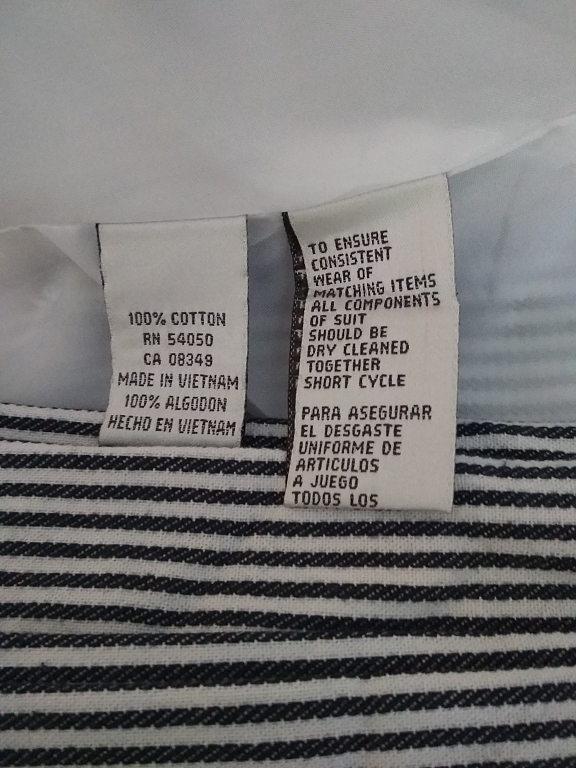 100% COTTON
RN 54050
CA 08349
MADE IN VIETNAM
100% ALGODON
HECHO EN VIETNAM
TO ENSURE
CONSISTENT
WEAR OF
MATCHING ITEMS
ALL COMPONENTS
OF SUIT
SHOULD BE
DRY CLEANED
TOGETHER
SHORT CYCLE
PARA ASEGURAR
EL DESGASTE
UNIFORME DE
ARTICULOS
A JUEGO
TODOS LOS